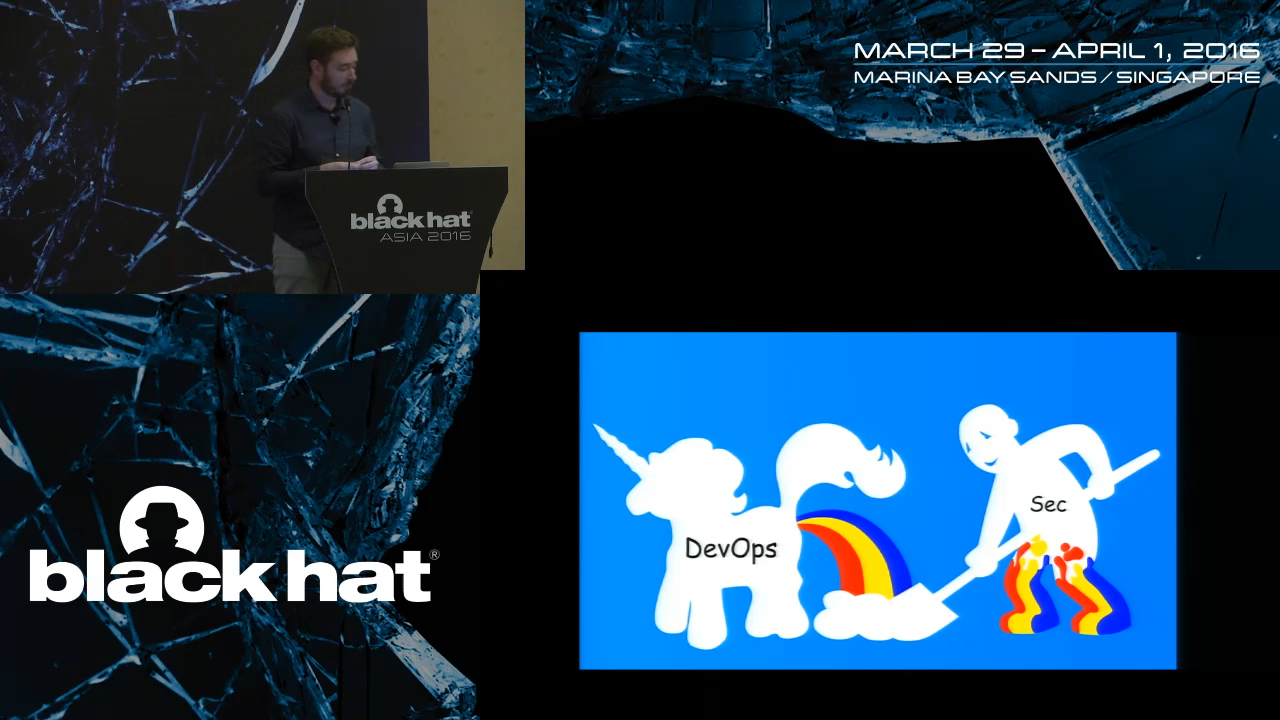 MARCH 29 – APRIL 1, 2016
MARINA BAY SANDS / SINGAPORE
black hat
ASIA 2016
DevOps
Sec
black hat®